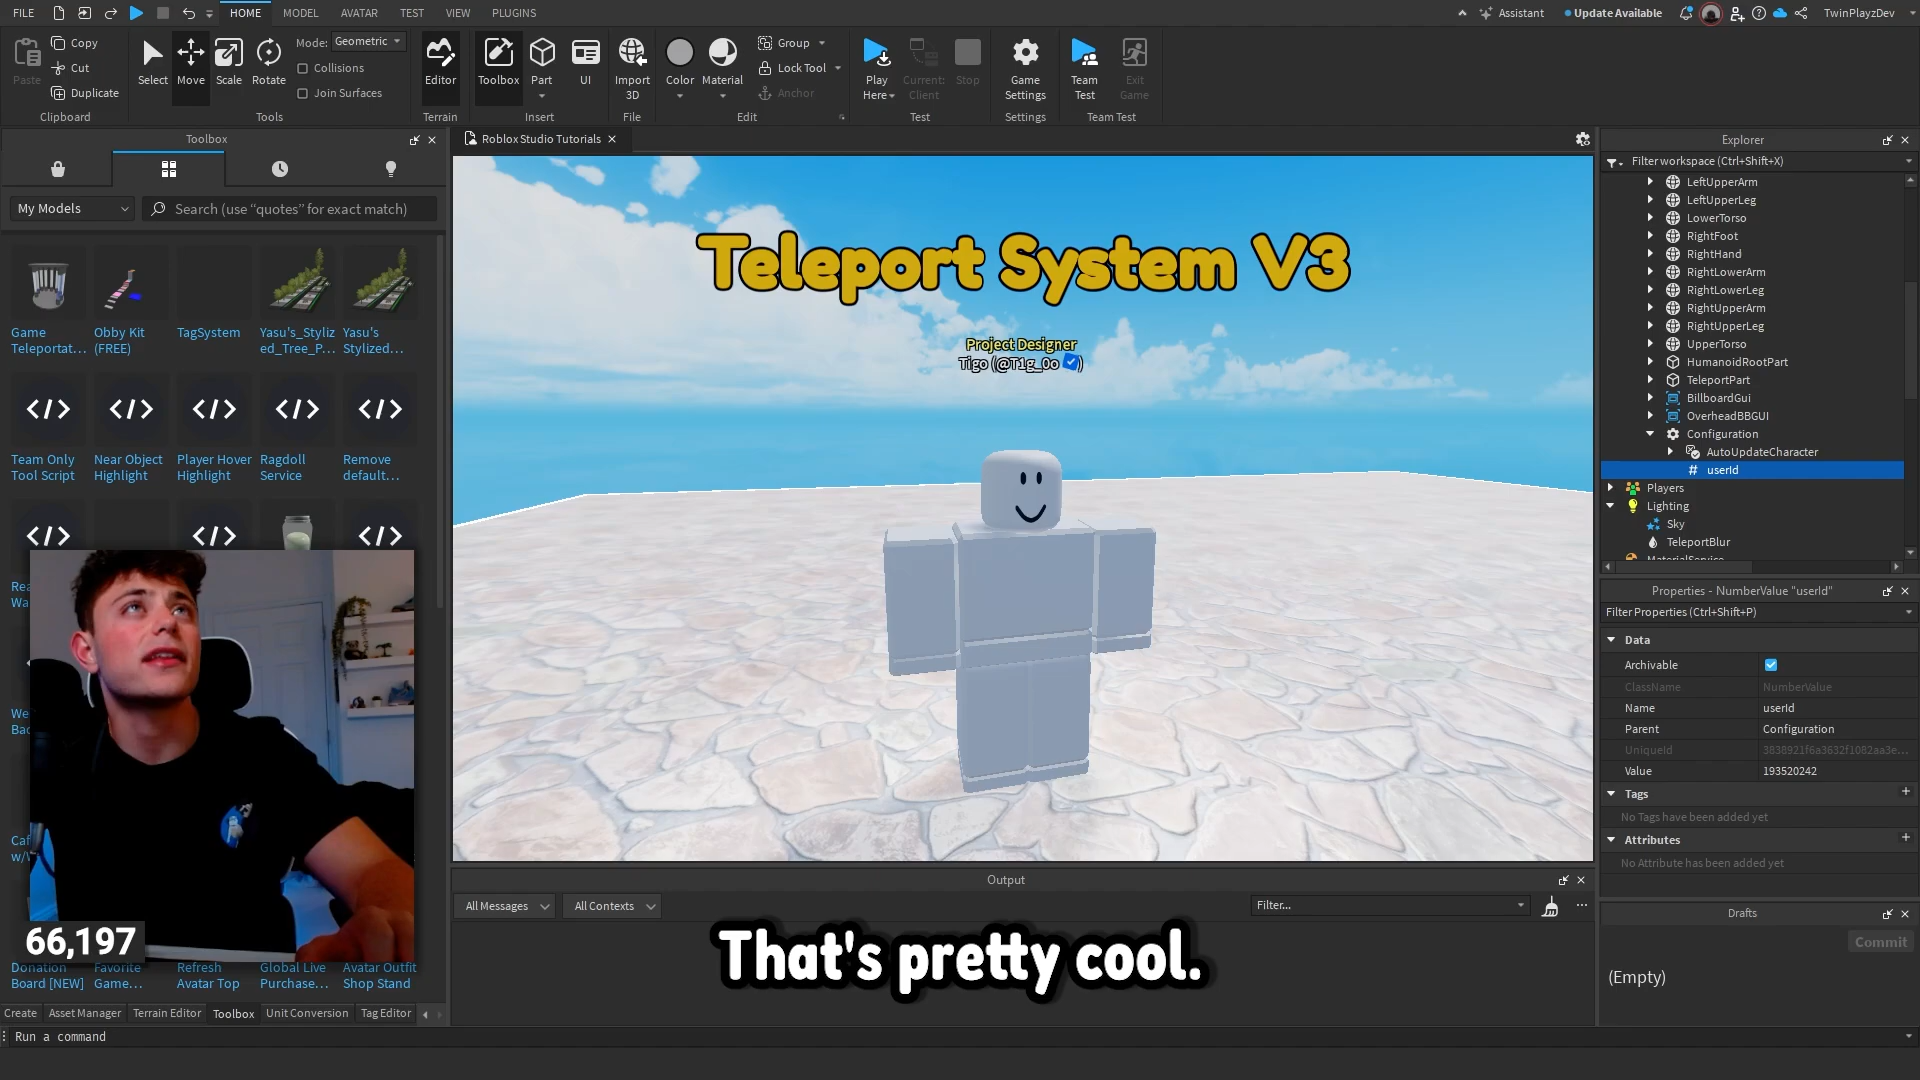 FILE
HOME
MODEL
AVATAR
TEST
VIEW
PLUGINS
Assistant
Update Available
TwinPlayzDev
Paste
Copy
Cut
Duplicate
Clipboard
Select
Move
Scale
Rotate
Mode: Geometric
Collisions
Join Surfaces
Tools
Editor
Terrain
Toolbox
Part
UI
Insert
Import
3D
File
Color
Material
Group
Lock Tool
Anchor
Edit
Play
Here
Current:
Client
Stop
Test
Game
Settings
Settings
Team
Test
Exit
Game
Team Test
Toolbox
My Models
Search (use “quotes” for exact match)
Game
Teleportat...
Obby Kit
(FREE)
TagSystem
Yasu's_Styliz
ed_Tree_P...
Yasu's
Stylized...
Team Only
Tool Script
Near Object
Highlight
Player Hover
Highlight
Ragdoll
Service
Remove
default...
66,197
Donation
Board [NEW]
Favorite
Game...
Refresh
Avatar Top
Global Live
Purchase...
Avatar Outfit
Shop Stand
Create
Asset Manager
Terrain Editor
Toolbox
Unit Conversion
Tag Editor
Run a command
Roblox Studio Tutorials
Teleport System V3
Project Designer
Tigo (@T1g_0o )
Output
All Messages
All Contexts
Filter...
That's pretty cool.
Explorer
Filter workspace (Ctrl+Shift+X)
LeftUpperArm
LeftUpperLeg
LowerTorso
RightFoot
RightHand
RightLowerArm
RightLowerLeg
RightUpperArm
RightUpperLeg
UpperTorso
HumanoidRootPart
TeleportPart
BillboardGui
OverheadBBGUI
Configuration
AutoUpdateCharacter
# userId
Players
Lighting
Sky
TeleportBlur
MaterialService
Properties - NumberValue "userId"
Filter Properties (Ctrl+Shift+P)
Data
Archivable
ClassName NumberValue
Name userId
Parent Configuration
UniqueId 3838921f6a3632f1082aa3e...
Value 193520242
Tags
No Tags have been added yet
Attributes
No Attribute has been added yet
Drafts
Commit
(Empty)